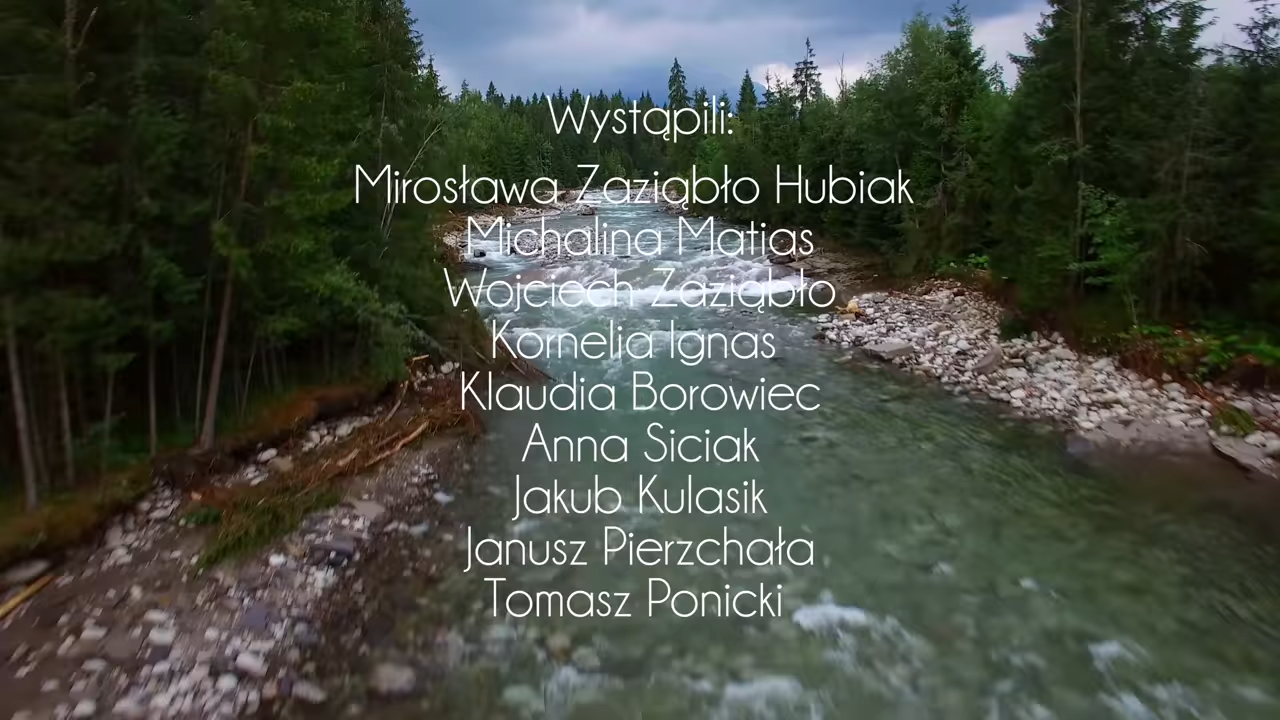 Wystąpili:
Mirosława Zaziąbło Hubiak
Michalina Matias
Wojciech Zaziąbło
Kornelia Ignas
Klaudia Borowiec
Anna Siciak
Jakub Kulasik
Janusz Pierzchała
Tomasz Ponicki